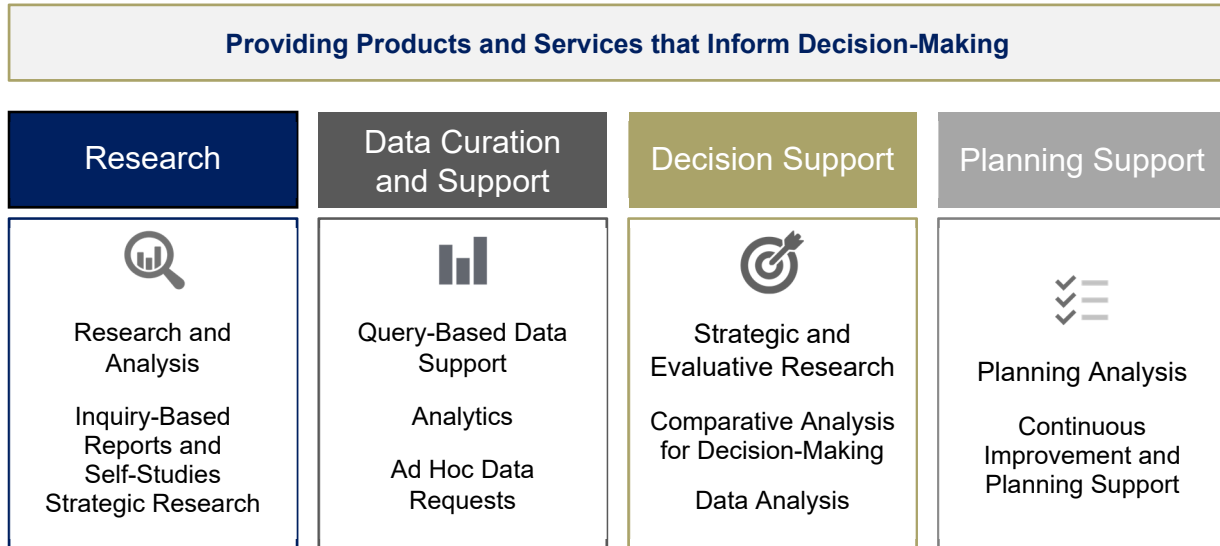 Providing Products and Services that Inform Decision-Making
Research
Data Curation
and Support
Decision Support
Planning Support
Research and
Analysis
Inquiry-Based
Reports and
Self-Studies
Strategic Research
Query-Based Data
Support
Analytics
Ad Hoc Data
Requests
Strategic and
Evaluative Research
Comparative Analysis
for Decision-Making
Data Analysis
Planning Analysis
Continuous
Improvement and
Planning Support